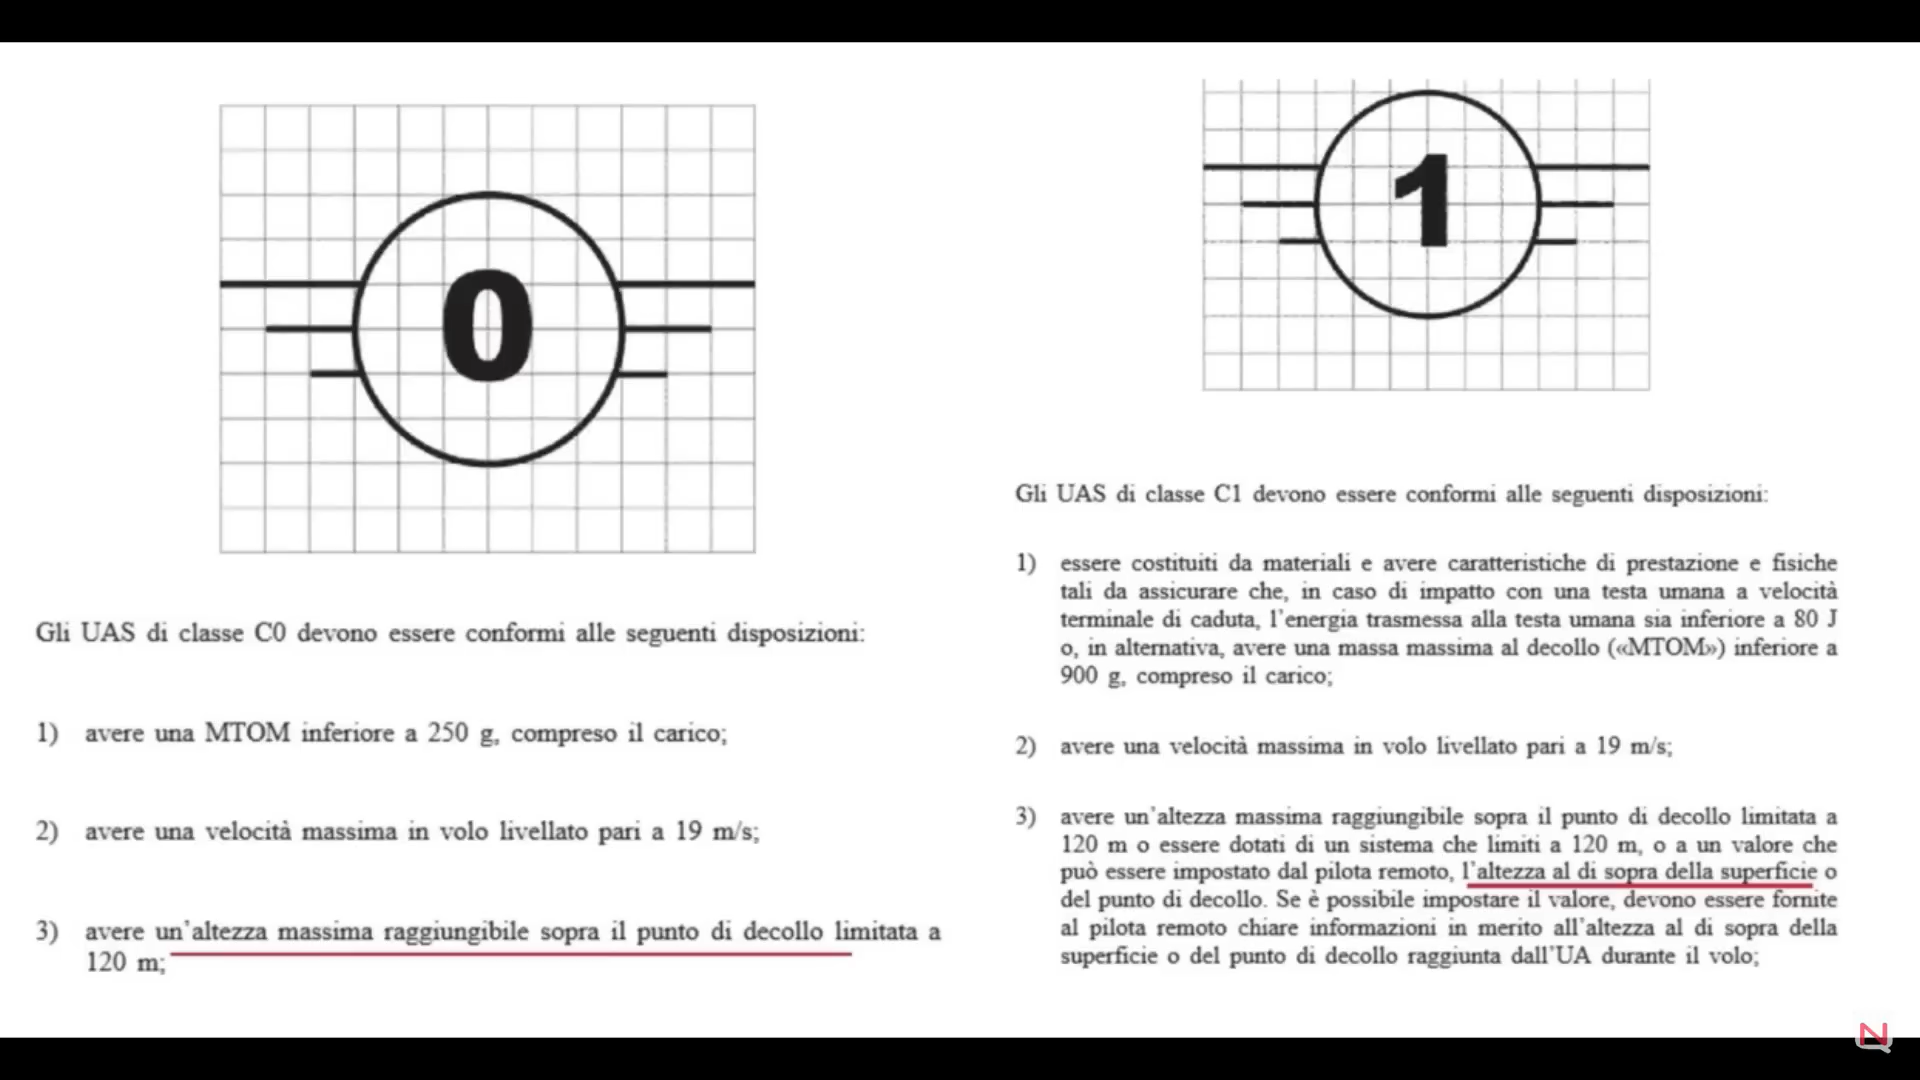 0
Gli UAS di classe C0 devono essere conformi alle seguenti disposizioni:
1) avere una MTOM inferiore a 250 g, compreso il carico;
2) avere una velocità massima in volo livellato pari a 19 m/s;
3) avere un'altezza massima raggiungibile sopra il punto di decollo limitata a
120 m;
1
Gli UAS di classe C1 devono essere conformi alle seguenti disposizioni:
1) essere costituiti da materiali e avere caratteristiche di prestazione e fisiche
tali da assicurare che, in caso di impatto con una testa umana a velocità
terminale di caduta, l'energia trasmessa alla testa umana sia inferiore a 80 J
o, in alternativa, avere una massa massima al decollo («MTOM») inferiore a
900 g, compreso il carico;
2) avere una velocità massima in volo livellato pari a 19 m/s;
3) avere un'altezza massima raggiungibile sopra il punto di decollo limitata a
120 m o essere dotati di un sistema che limiti a 120 m, o a un valore che
può essere impostato dal pilota remoto, l'altezza al di sopra della superficie o
del punto di decollo. Se è possibile impostare il valore, devono essere fornite
al pilota remoto chiare informazioni in merito all'altezza al di sopra della
superficie o del punto di decollo raggiunta dall'UA durante il volo;
N